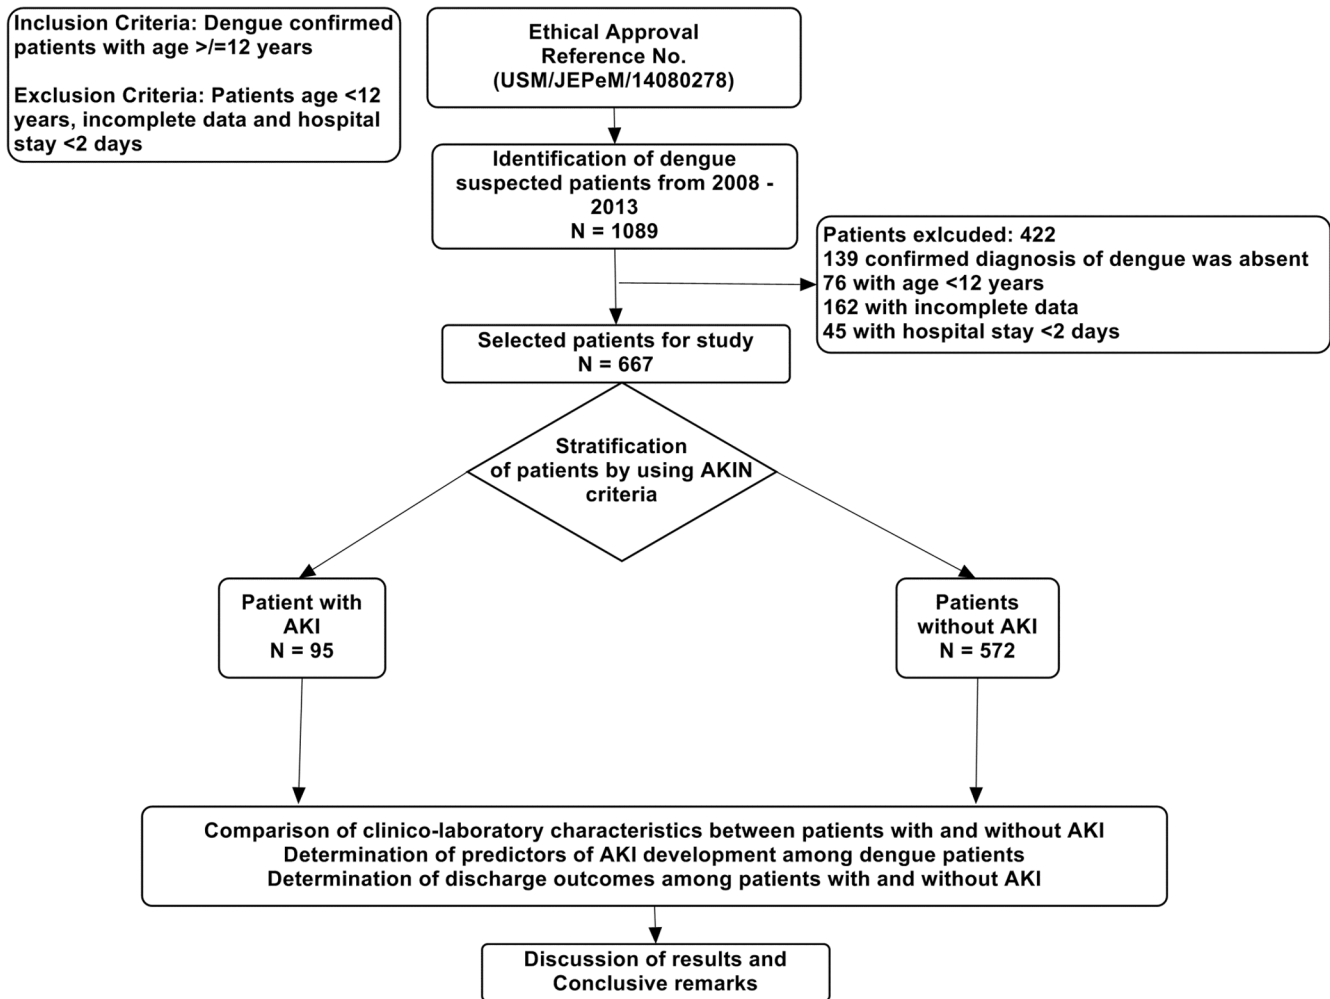 Inclusion Criteria: Dengue confirmed
patients with age >/=12 years
Exclusion Criteria: Patients age <12
years, incomplete data and hospital
stay <2 days
Ethical Approval
Reference No.
(USM/JEPeM/14080278)
Identification of dengue
suspected patients from 2008 -
2013
N = 1089
Patients exlcuded: 422
139 confirmed diagnosis of dengue was absent
76 with age <12 years
162 with incomplete data
45 with hospital stay <2 days
Selected patients for study
N = 667
Stratification
of patients by using AKIN
criteria
Patient with
AKI
N = 95
Patients
without AKI
N = 572
Comparison of clinico-laboratory characteristics between patients with and without AKI
Determination of predictors of AKI development among dengue patients
Determination of discharge outcomes among patients with and without AKI
Discussion of results and
Conclusive remarks